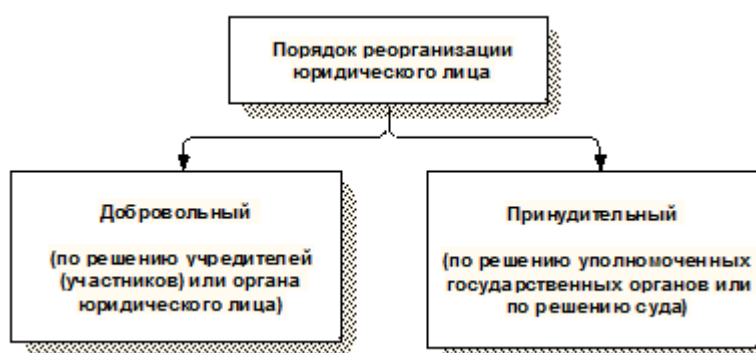 Порядок реорганизации
юридического лица
Добровольный
(по решению учредителей
(участников) или органа
юридического лица)
Принудительный
(по решению уполномоченных
государственных органов или
по решению суда)